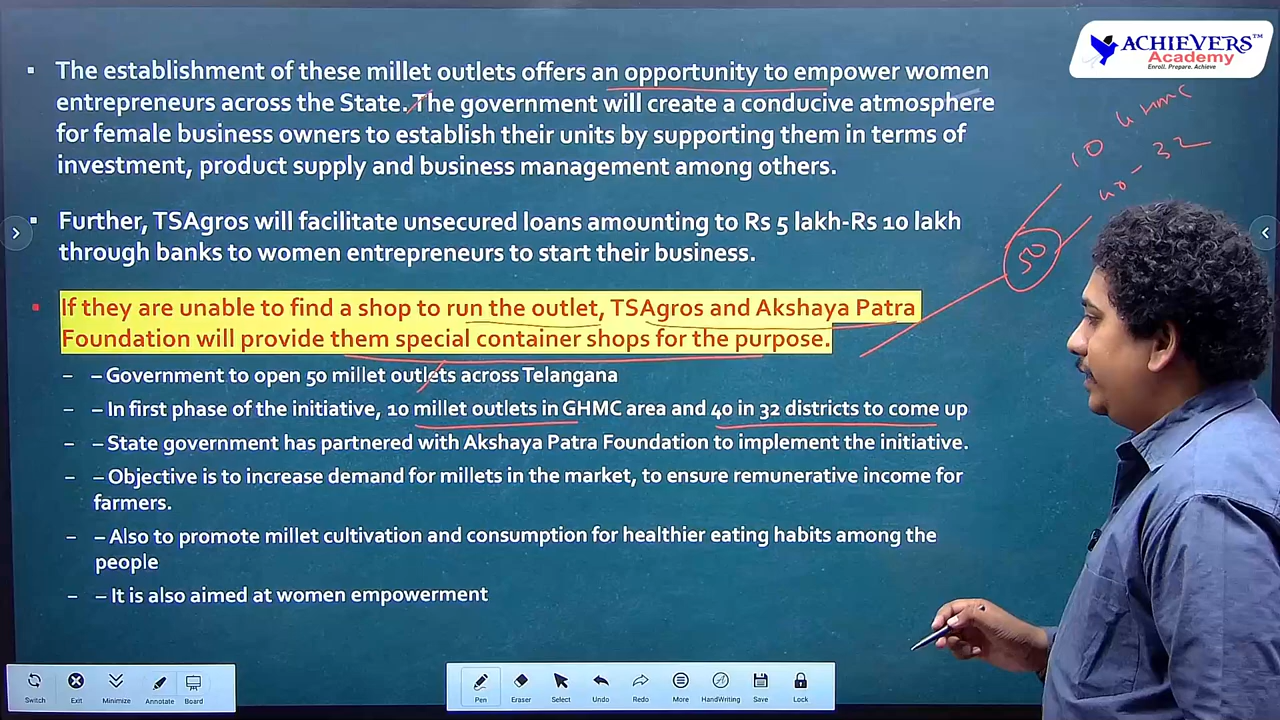 ACHIEVERS™
Academy
Enroll. Prepare. Achieve
The establishment of these millet outlets offers an opportunity to empower women
entrepreneurs across the State. The government will create a conducive atmosphere
for female business owners to establish their units by supporting them in terms of
investment, product supply and business management among others.
Further, TSAgros will facilitate unsecured loans amounting to Rs 5 lakh-Rs 10 lakh
through banks to women entrepreneurs to start their business.
If they are unable to find a shop to run the outlet, TSAgros and Akshaya Patra
Foundation will provide them special container shops for the purpose.
– – Government to open 50 millet outlets across Telangana
– – In first phase of the initiative, 10 millet outlets in GHMC area and 40 in 32 districts to come up
– – State government has partnered with Akshaya Patra Foundation to implement the initiative.
– – Objective is to increase demand for millets in the market, to ensure remunerative income for
farmers.
– – Also to promote millet cultivation and consumption for healthier eating habits among the
people
– – It is also aimed at women empowerment
10 GHMC
40 - 32
50
Switch Exit Minimize Annotate Board
Pen Eraser Select Undo Redo More HandWriting Save Lock